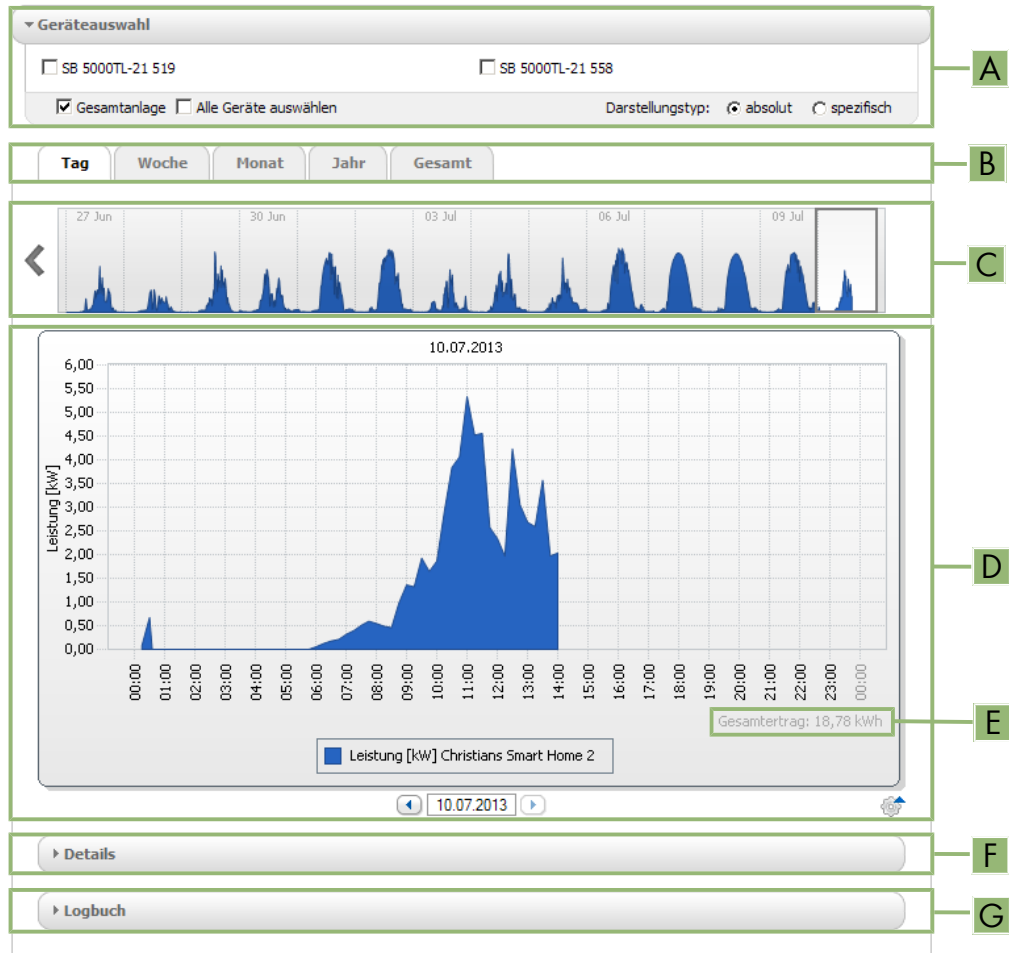 Geräteauswahl
SB 5000TL-21 519 SB 5000TL-21 558
A
Gesamtanlage Alle Geräte auswählen Darstellungstyp: absolut spezifisch
Tag Woche Monat Jahr Gesamt
B
27 Jun 30 Jun 03 Jul 06 Jul 09 Jul
C
10.07.2013
6,00
5,50
5,00
4,50
4,00
3,50
3,00
2,50
2,00
1,50
1,00
0,50
0,00
Leistung [kW]
D
00:00 01:00 02:00 03:00 04:00 05:00 06:00 07:00 08:00 09:00 10:00 11:00 12:00 13:00 14:00 15:00 16:00 17:00 18:00 19:00 20:00 21:00 22:00 23:00 00:00
Gesamtertrag: 18,78 kWh
E
Leistung [kW] Christians Smart Home 2
10.07.2013
Details
F
Logbuch
G